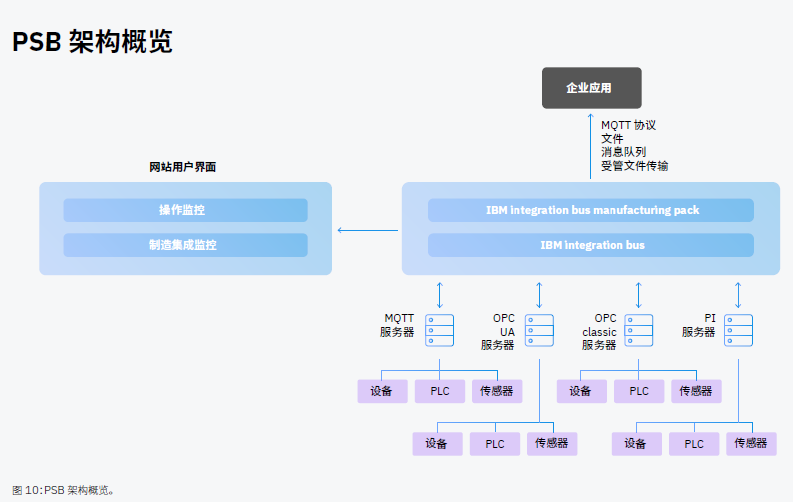 PSB 架构概览
企业应用
MQTT 协议
文件
消息队列
受管文件传输
网站用户界面
操作监控
制造集成监控
IBM integration bus manufacturing pack
IBM integration bus
MQTT
服务器
OPC
UA
服务器
OPC
classic
服务器
PI
服务器
设备
PLC
传感器
设备
PLC
传感器
设备
PLC
传感器
设备
PLC
传感器
图 10:PSB 架构概览。